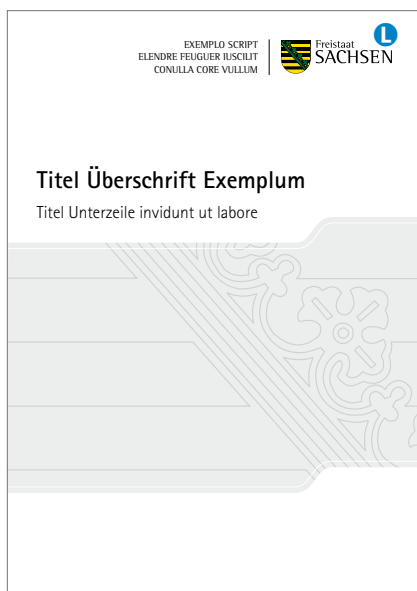 EXEMPLO SCRIPT
ELENDRE FEUGUER IUSCILIT
CONULLA CORE VULLUM
Freistaat
SACHSEN
L
Titel Überschrift Exemplum
Titel Unterzeile invidunt ut labore